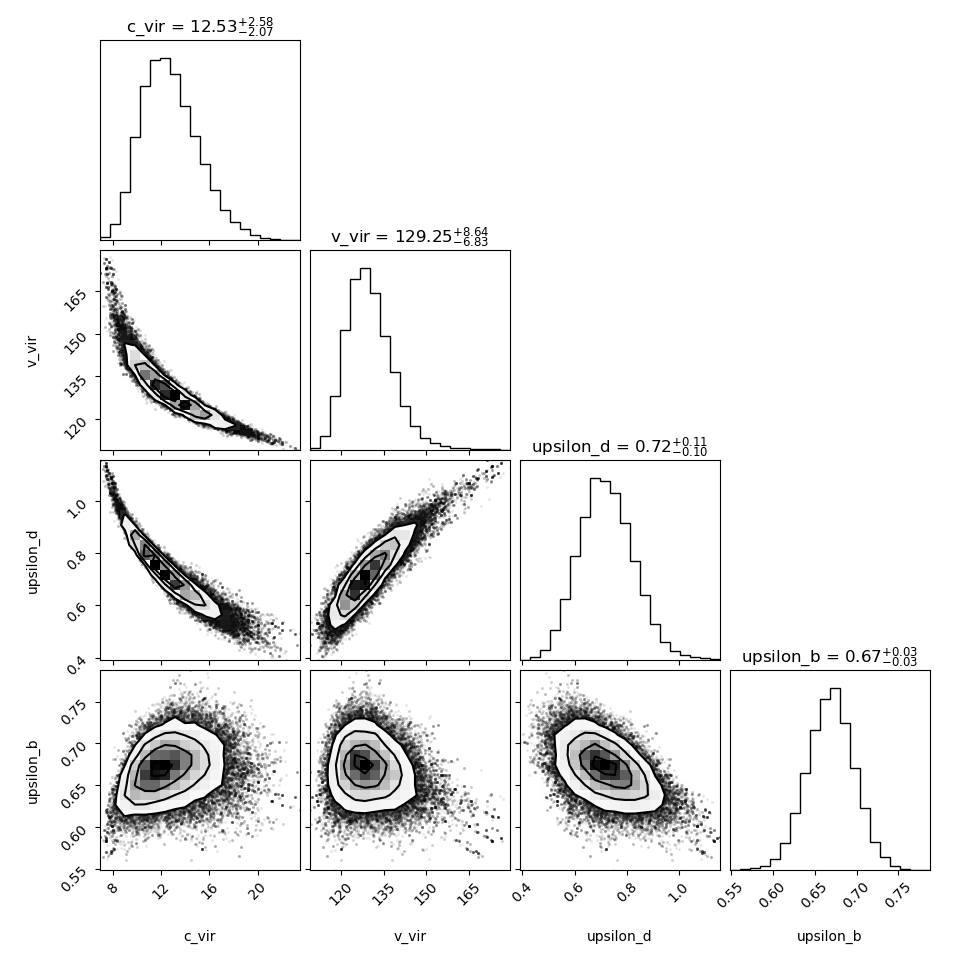 c_vir = 12.53+2.58−2.07
v_vir = 129.25+8.64−6.83
165
150
135
120
v_vir
upsilon_d = 0.72+0.11−0.10
1.0
0.8
0.6
0.4
upsilon_d
upsilon_b = 0.67+0.03−0.03
0.75
0.70
0.65
0.60
0.55
upsilon_b
8 12 16 20
120 135 150 165
0.4 0.6 0.8 1.0
0.55 0.60 0.65 0.70 0.75
c_vir v_vir upsilon_d upsilon_b